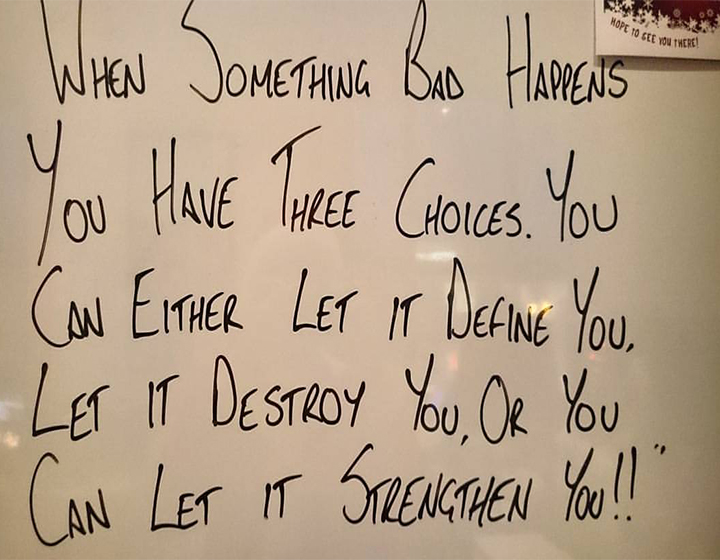 HOPE TO SEE YOU THERE!
WHEN SOMETHING BAD HAPPENS
YOU HAVE THREE CHOICES. YOU
CAN EITHER LET IT DEFINE YOU,
LET IT DESTROY YOU, OR YOU
CAN LET IT STRENGTHEN YOU!!"